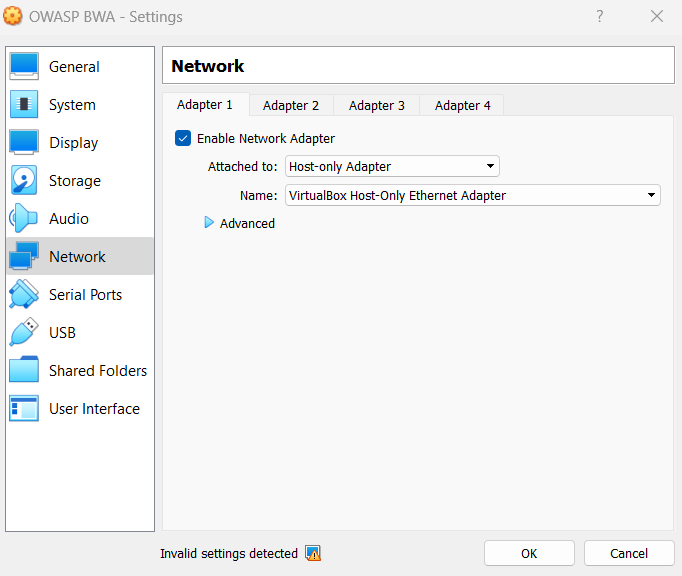 OWASP BWA - Settings
?
General
System
Display
Storage
Audio
Network
Serial Ports
USB
Shared Folders
User Interface
Network
Adapter 1 Adapter 2 Adapter 3 Adapter 4
Enable Network Adapter
Attached to: Host-only Adapter
Name: VirtualBox Host-Only Ethernet Adapter
Advanced
Invalid settings detected
OK Cancel